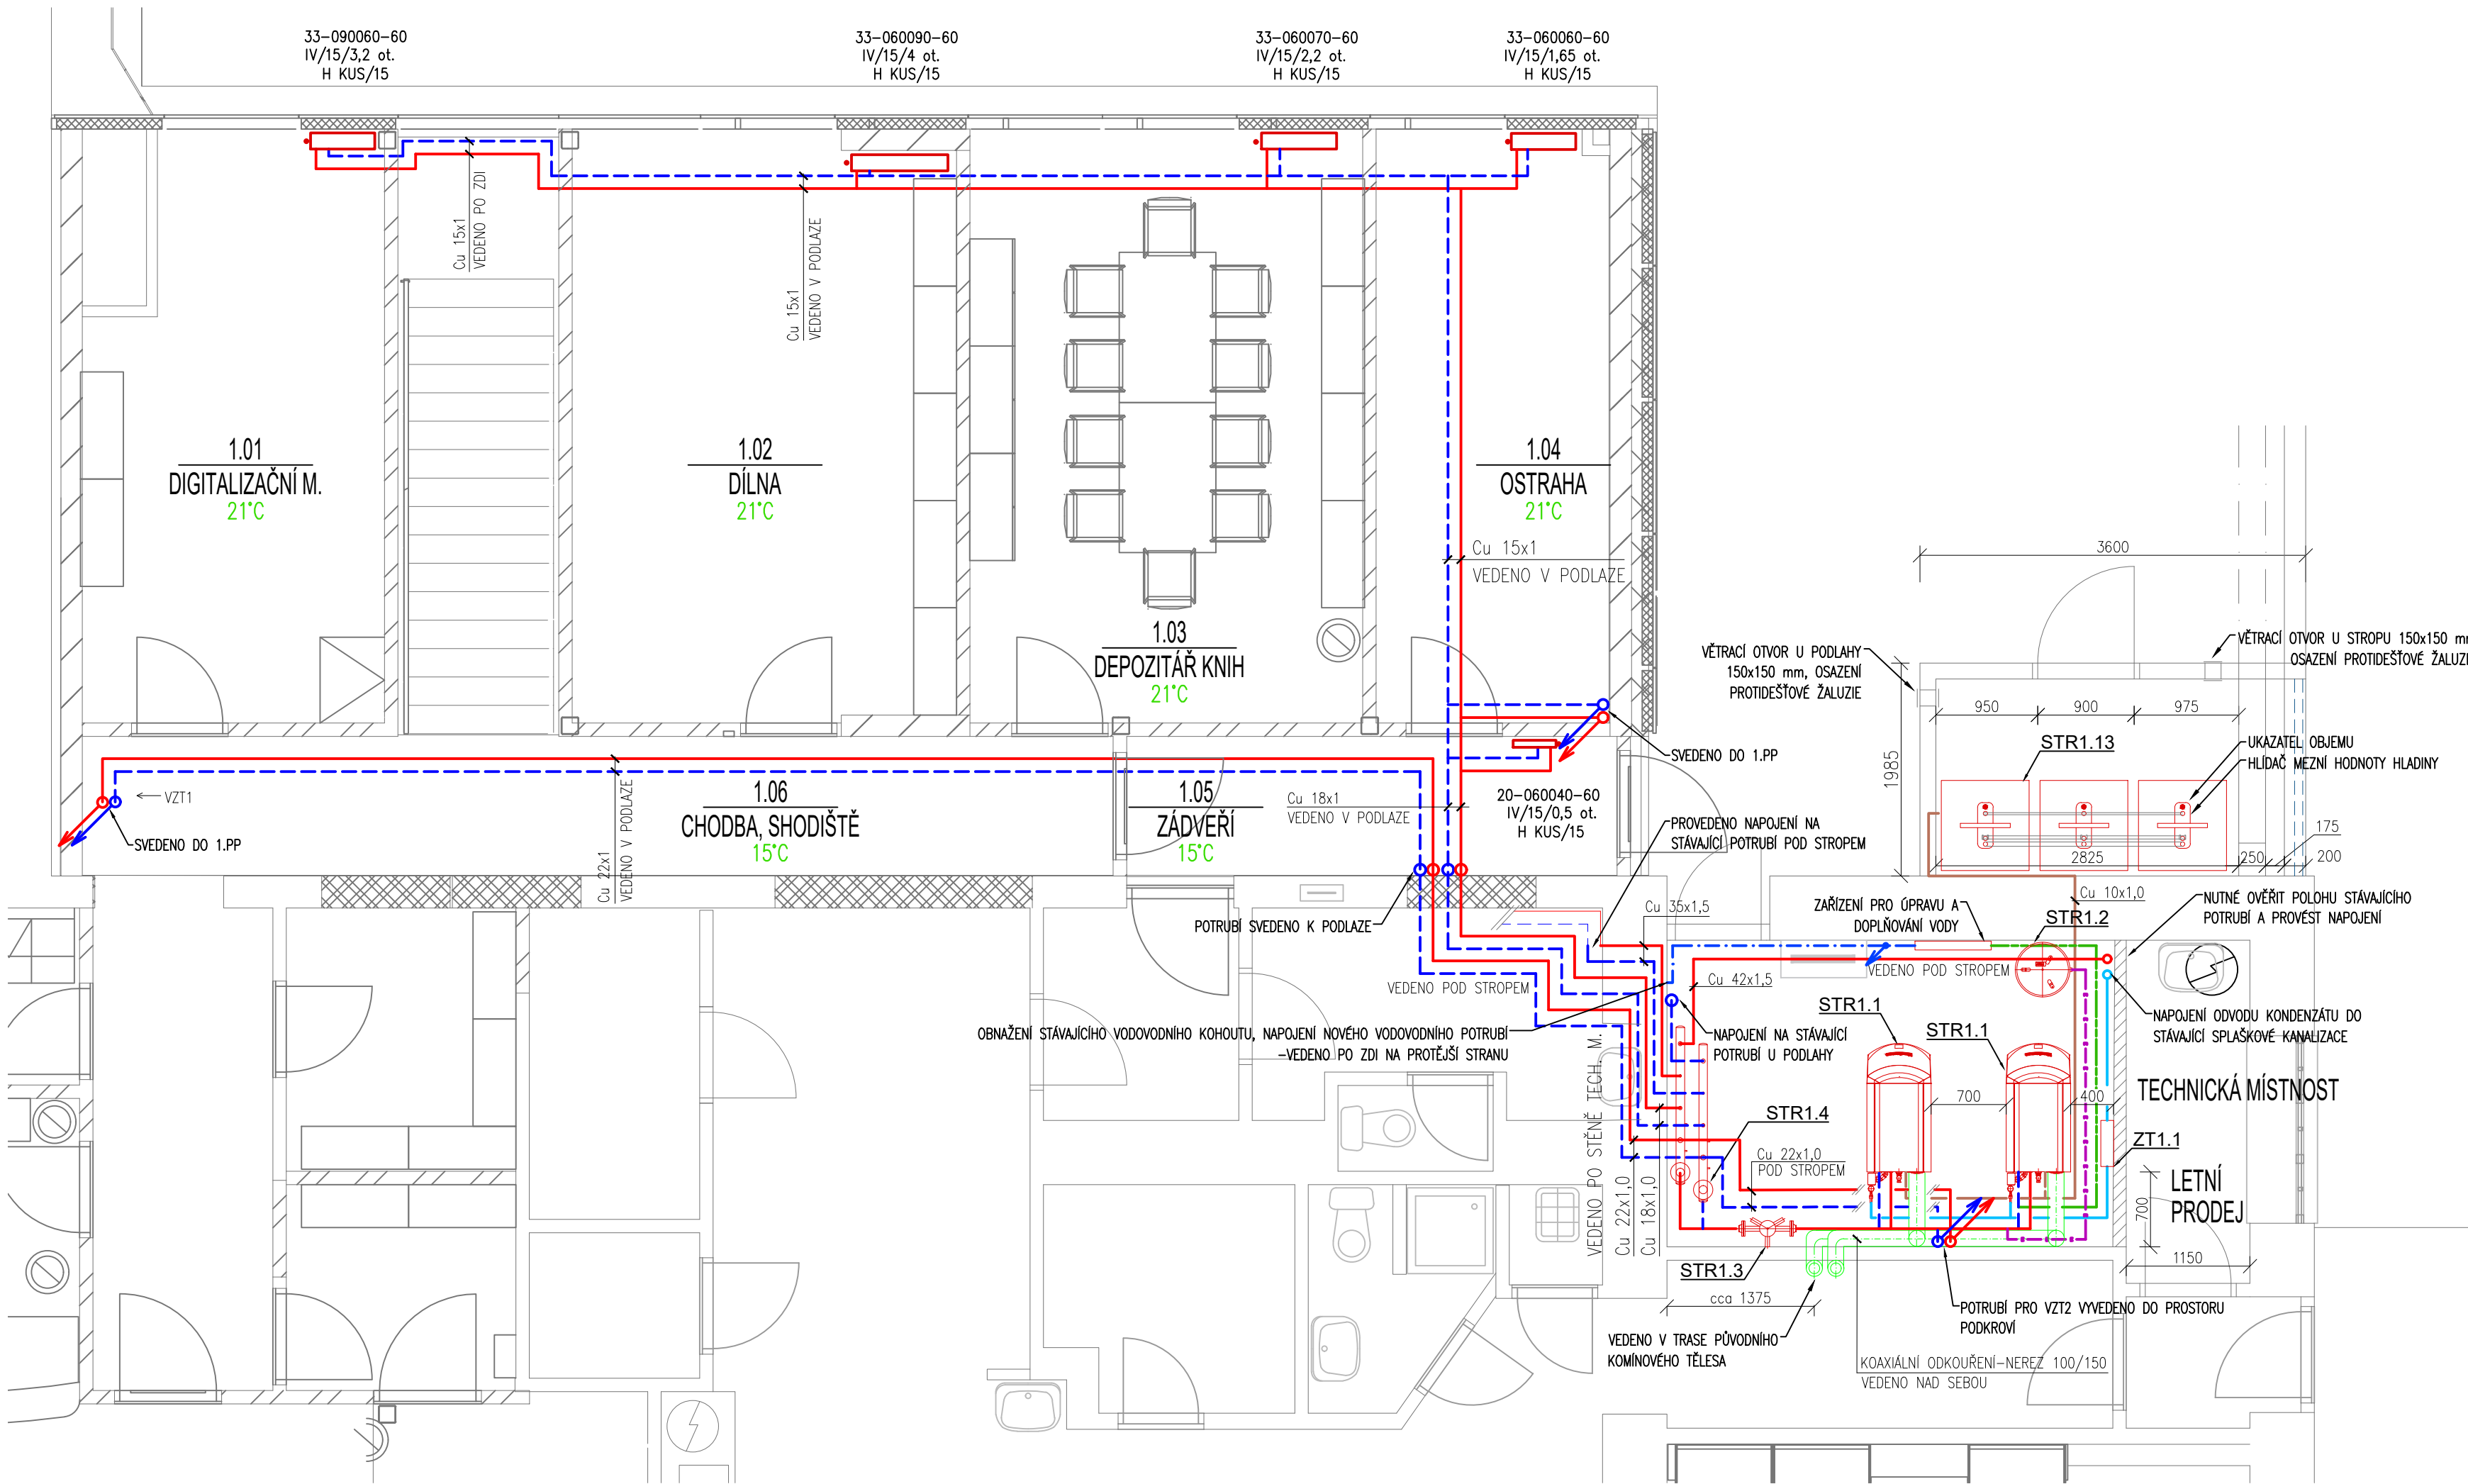 33-090060-60
IV/15/3,2 ot.
H KUS/15
33-060090-60
IV/15/4 ot.
H KUS/15
33-060070-60
IV/15/2,2 ot.
H KUS/15
33-060060-60
IV/15/1,65 ot.
H KUS/15
Cu 15x1
VEDENO PO ZDI
Cu 15x1
VEDENO V PODLAZE
1.01
DIGITALIZAČNÍ M.
21°C
1.02
DÍLNA
21°C
1.03
DEPOZITÁŘ KNIH
21°C
1.04
OSTRAHA
21°C
Cu 15x1
VEDENO V PODLAZE
3600
VĚTRACÍ OTVOR U PODLAHY
150x150 mm, OSAZENÍ
PROTIDEŠŤOVÉ ŽALUZIE
VĚTRACÍ OTVOR U STROPU 150x150
OSAZENÍ PROTIDEŠŤOVÉ
950
900
975
STR1.13
UKAZATEL OBJEMU
HLÍDAČ MEZNÍ HODNOTY HLADINY
1985
2825
250
175
200
SVEDENO DO 1.PP
VZT1
SVEDENO DO 1.PP
Cu 22x1
VEDENO V PODLAZE
1.06
CHODBA, SHODIŠTĚ
15°C
1.05
ZÁDVEŘÍ
15°C
Cu 18x1
VEDENO V PODLAZE
20-060040-60
IV/15/0,5 ot.
H KUS/15
PROVEDENO NAPOJENÍ NA
STÁVAJÍCÍ POTRUBÍ POD STROPEM
POTRUBÍ SVEDENO K PODLAZE
Cu 35x1,5
ZAŘÍZENÍ PRO ÚPRAVU A
DOPLŇOVÁNÍ VODY
Cu 10x1,0
STR1.2
NUTNÉ OVĚŘIT POLOHU STÁVAJÍCÍHO
POTRUBÍ A PROVÉST NAPOJENÍ
VEDENO POD STROPEM
Cu 42x1,5
VEDENO POD STROPEM
OBNAŽENÍ STÁVAJÍCÍHO VODOVODNÍHO KOHOUTU, NAPOJENÍ NOVÉHO VODOVODNÍHO POTRUBÍ
-VEDENO PO ZDI NA PROTĚJŠÍ STRANU
NAPOJENÍ NA STÁVAJÍCÍ
POTRUBÍ U PODLAHY
STR1.1
STR1.1
NAPOJENÍ ODVODU KONDENZÁTU DO
STÁVAJÍCÍ SPLAŠKOVÉ KANALIZACE
TECHNICKÁ MÍSTNOST
700
400
STR1.4
ZT1.1
VEDENO PO STĚNĚ TECH. M.
Cu 22x1,0
Cu 18x1,0
Cu 22x1,0
POD STROPEM
LETNÍ
PRODEJ
700
1150
STR1.3
cca 1375
POTRUBÍ PRO VZT2 VYVEDENO DO PROSTORU
PODKROVÍ
VEDENO V TRASE PŮVODNÍHO
KOMÍNOVÉHO TĚLESA
KOAXIÁLNÍ ODKOUŘENÍ-NEREZ 100/150
VEDENO NAD SEBOU